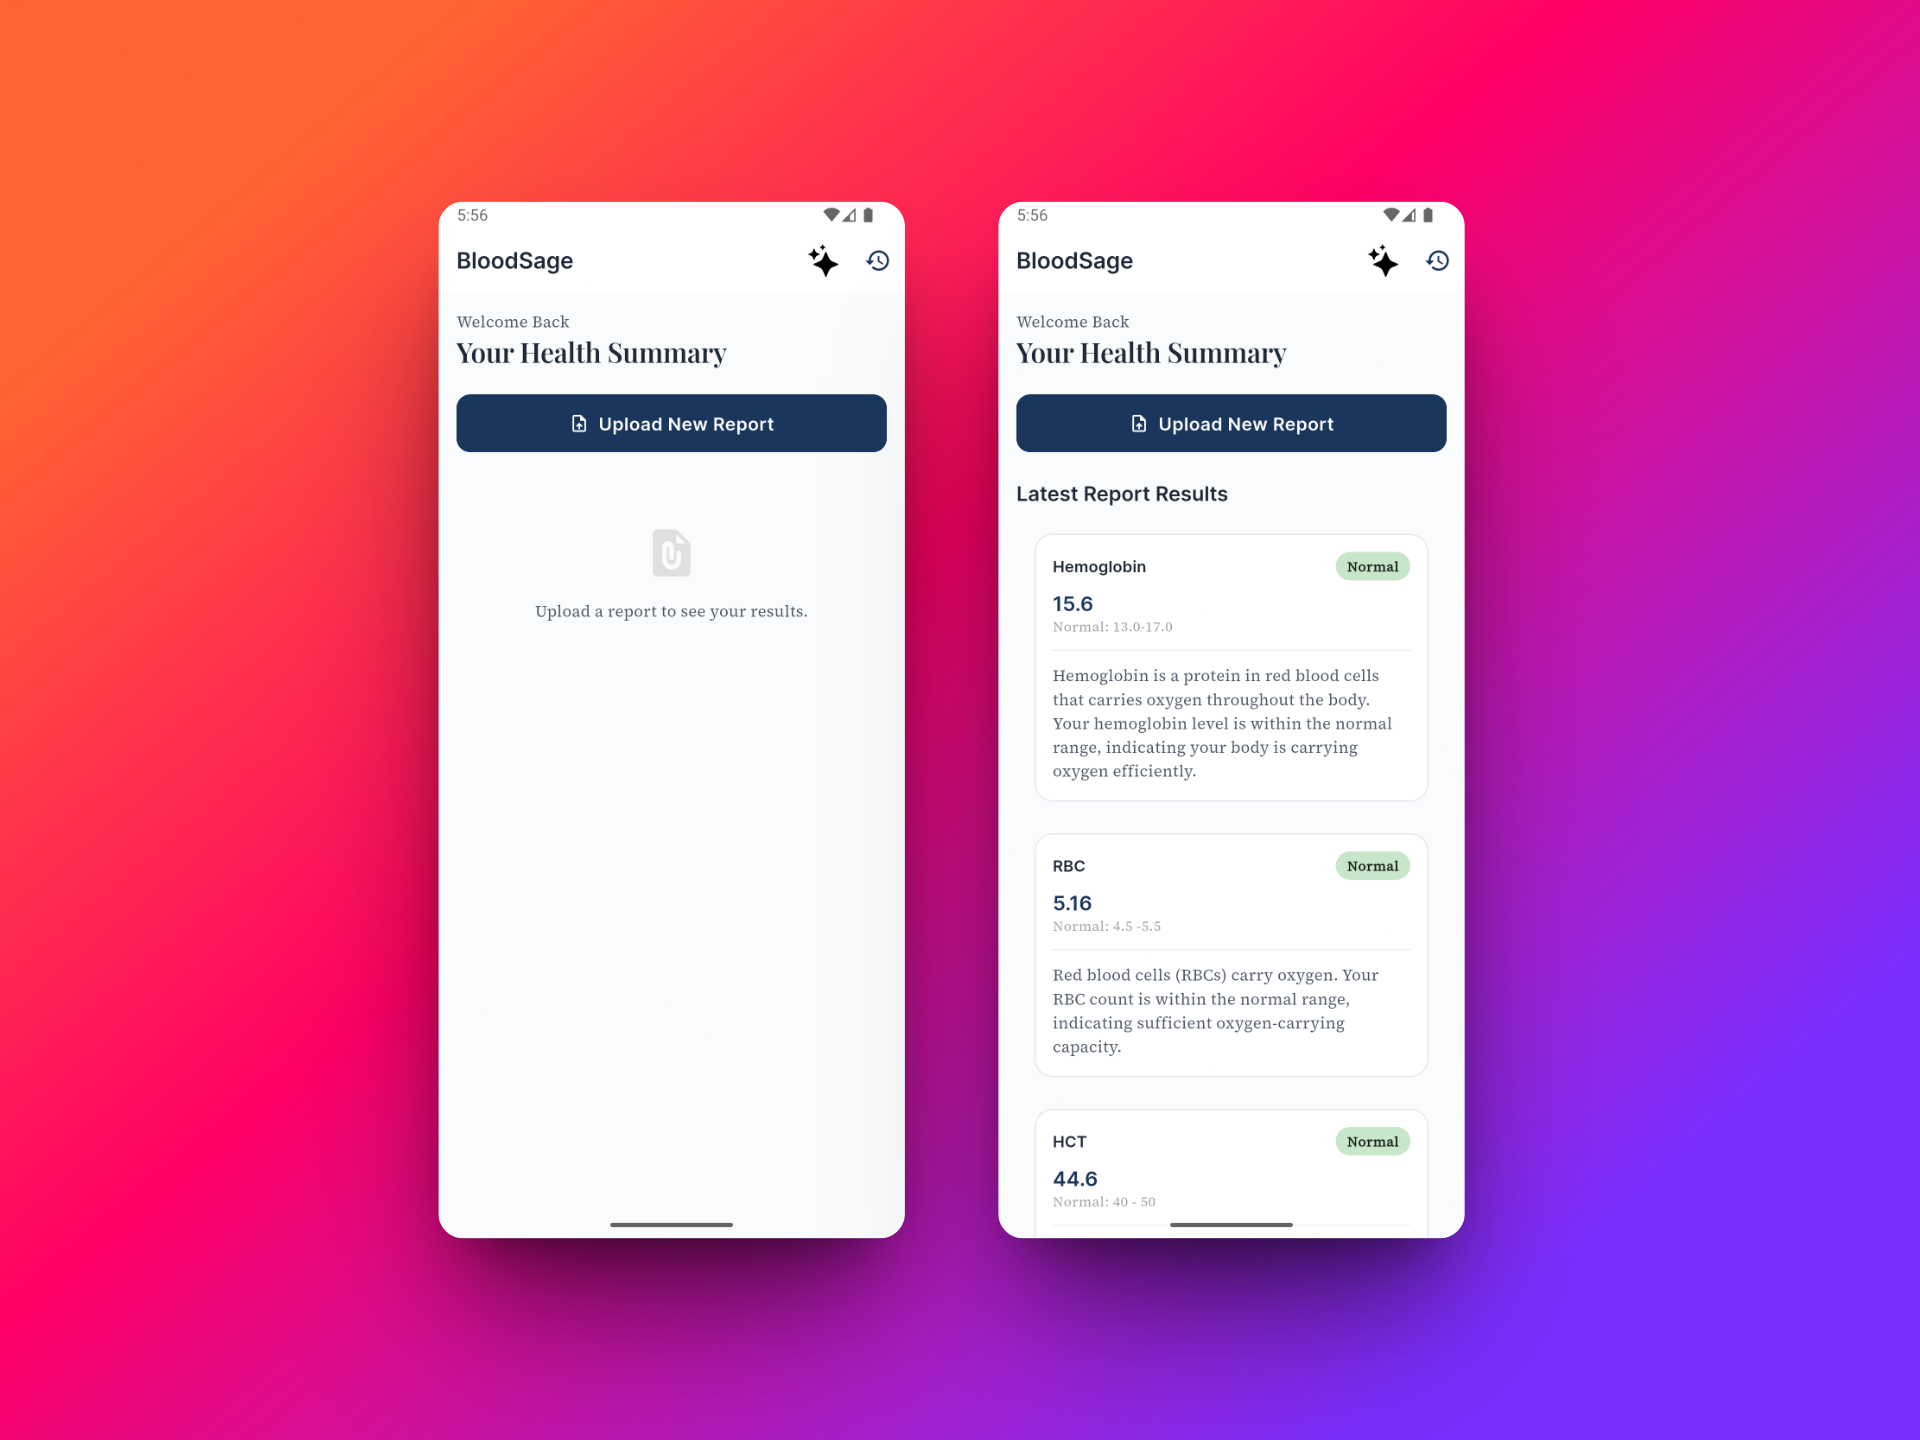 5:56
BloodSage
Welcome Back
Your Health Summary
Upload New Report
Upload a report to see your results.
5:56
BloodSage
Welcome Back
Your Health Summary
Upload New Report
Latest Report Results
Hemoglobin
Normal
15.6
Normal: 13.0-17.0
Hemoglobin is a protein in red blood cells
that carries oxygen throughout the body.
Your hemoglobin level is within the normal
range, indicating your body is carrying
oxygen efficiently.
RBC
Normal
5.16
Normal: 4.5 -5.5
Red blood cells (RBCs) carry oxygen. Your
RBC count is within the normal range,
indicating sufficient oxygen-carrying
capacity.
HCT
Normal
44.6
Normal: 40 - 50